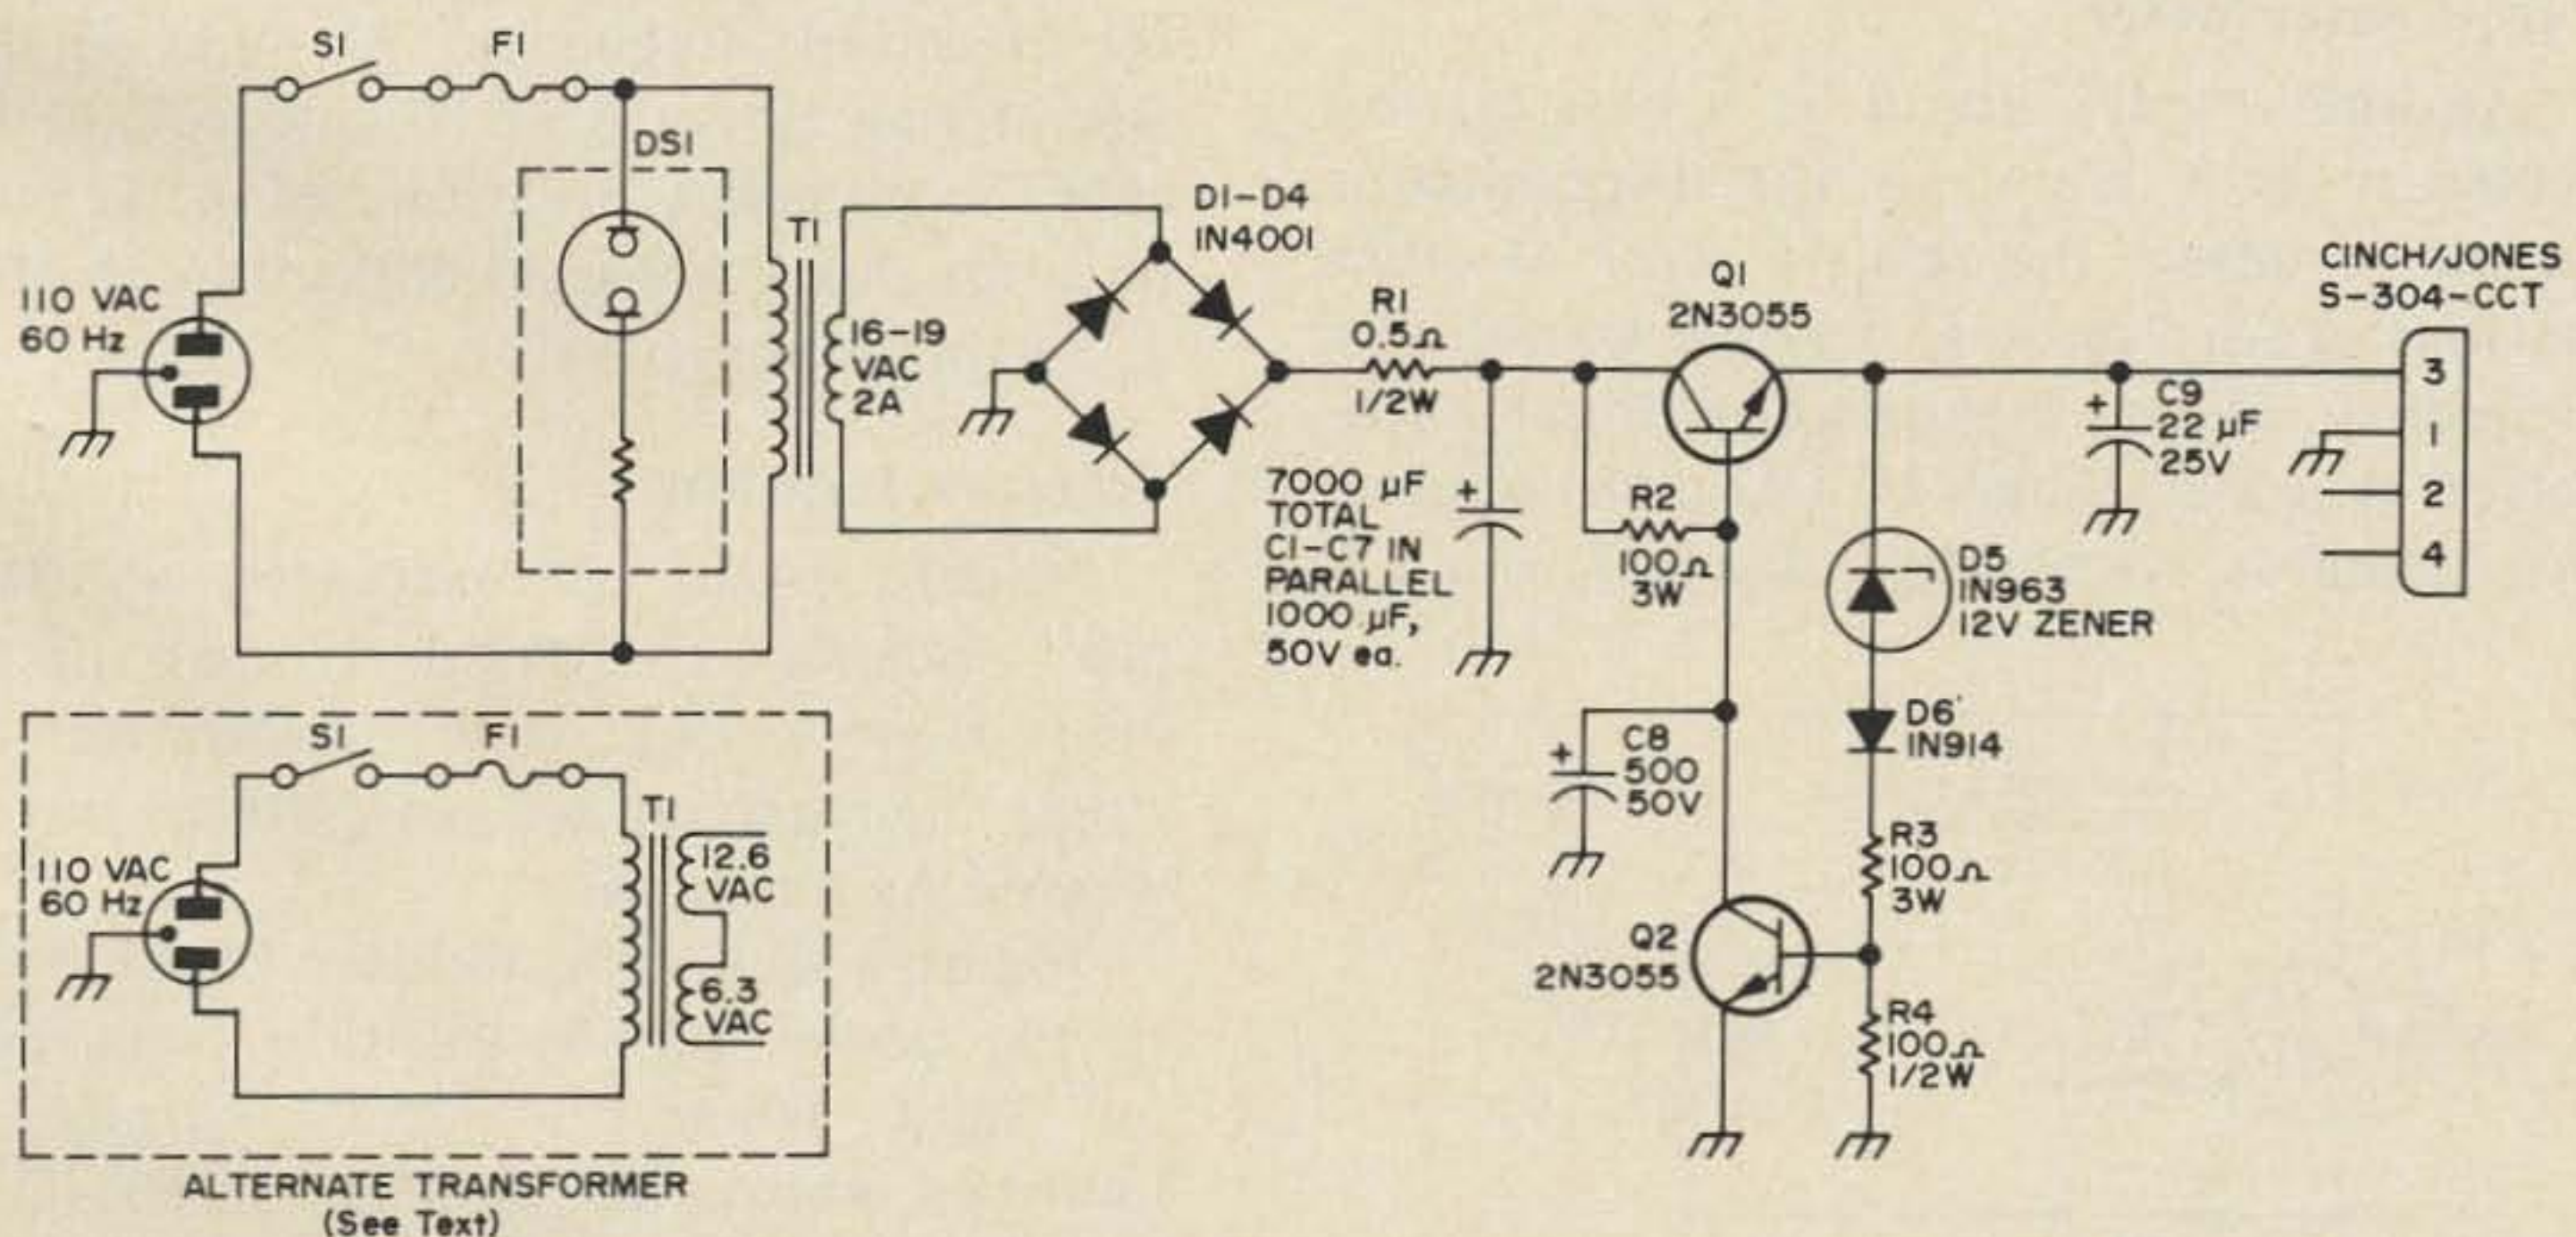 S1
F1
DS1
110 VAC
60 Hz
T1
16-19
VAC
2A
D1-D4
1N4001
R1
0.5Ω
1/2W
7000 µF
TOTAL
C1-C7 IN
PARALLEL
1000 µF,
50V ea.
Q1
2N3055
R2
100Ω
3W
+
+
C8
500
50V
Q2
2N3055
D5
1N963
12V ZENER
D6
1N914
R3
100Ω
3W
R4
100Ω
1/2W
+
C9
22 µF
25V
CINCH/JONES
S-304-CCT
3
1
2
4
S1
F1
110 VAC
60 Hz
T1
12.6
VAC
6.3
VAC
ALTERNATE TRANSFORMER
(See Text)